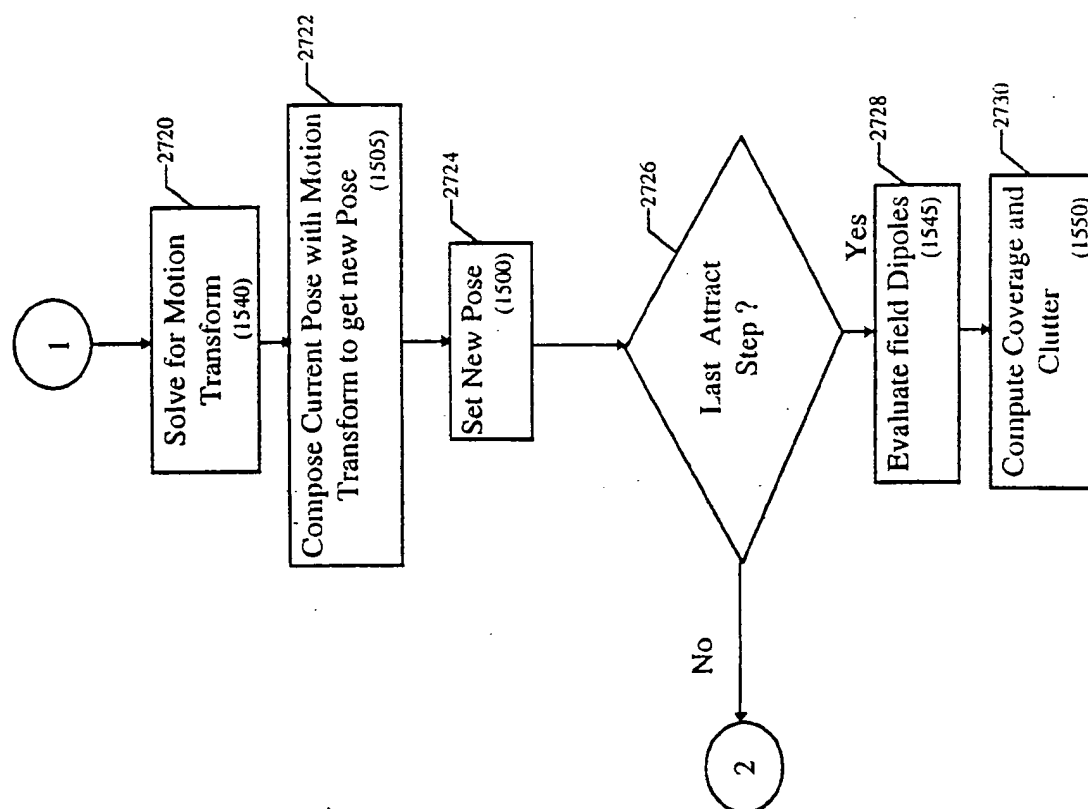 1
2720
Solve for Motion
Transform
(1540)
2722
Compose Current Pose with Motion
Transform to get new Pose
(1505)
2724
Set New Pose
(1500)
2726
Last Attract
Step ?
No
2
Yes
2728
Evaluate field Dipoles
(1545)
2730
Compute Coverage and
Clutter
(1550)